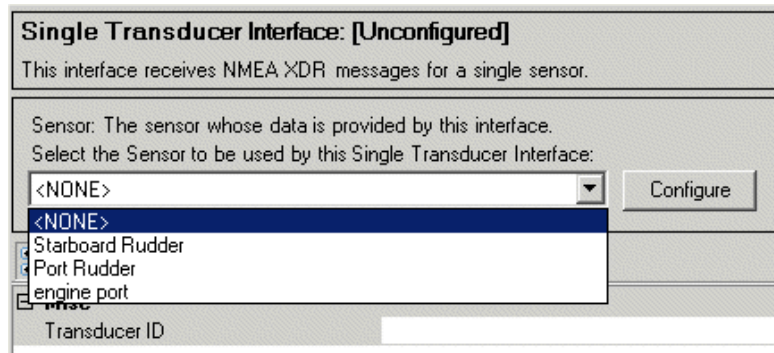 Single Transducer Interface: [Unconfigured]
This interface receives NMEA XDR messages for a single sensor.
Sensor: The sensor whose data is provided by this interface.
Select the Sensor to be used by this Single Transducer Interface:
<NONE>
Configure
<NONE>
Starboard Rudder
Port Rudder
engine port
Misc
Transducer ID